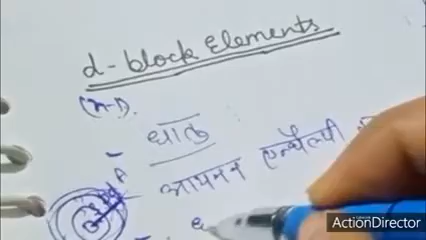 d-block Elements
(n-1).
- धातु
- आयनन एन्थैल्पी
e
ActionDirector